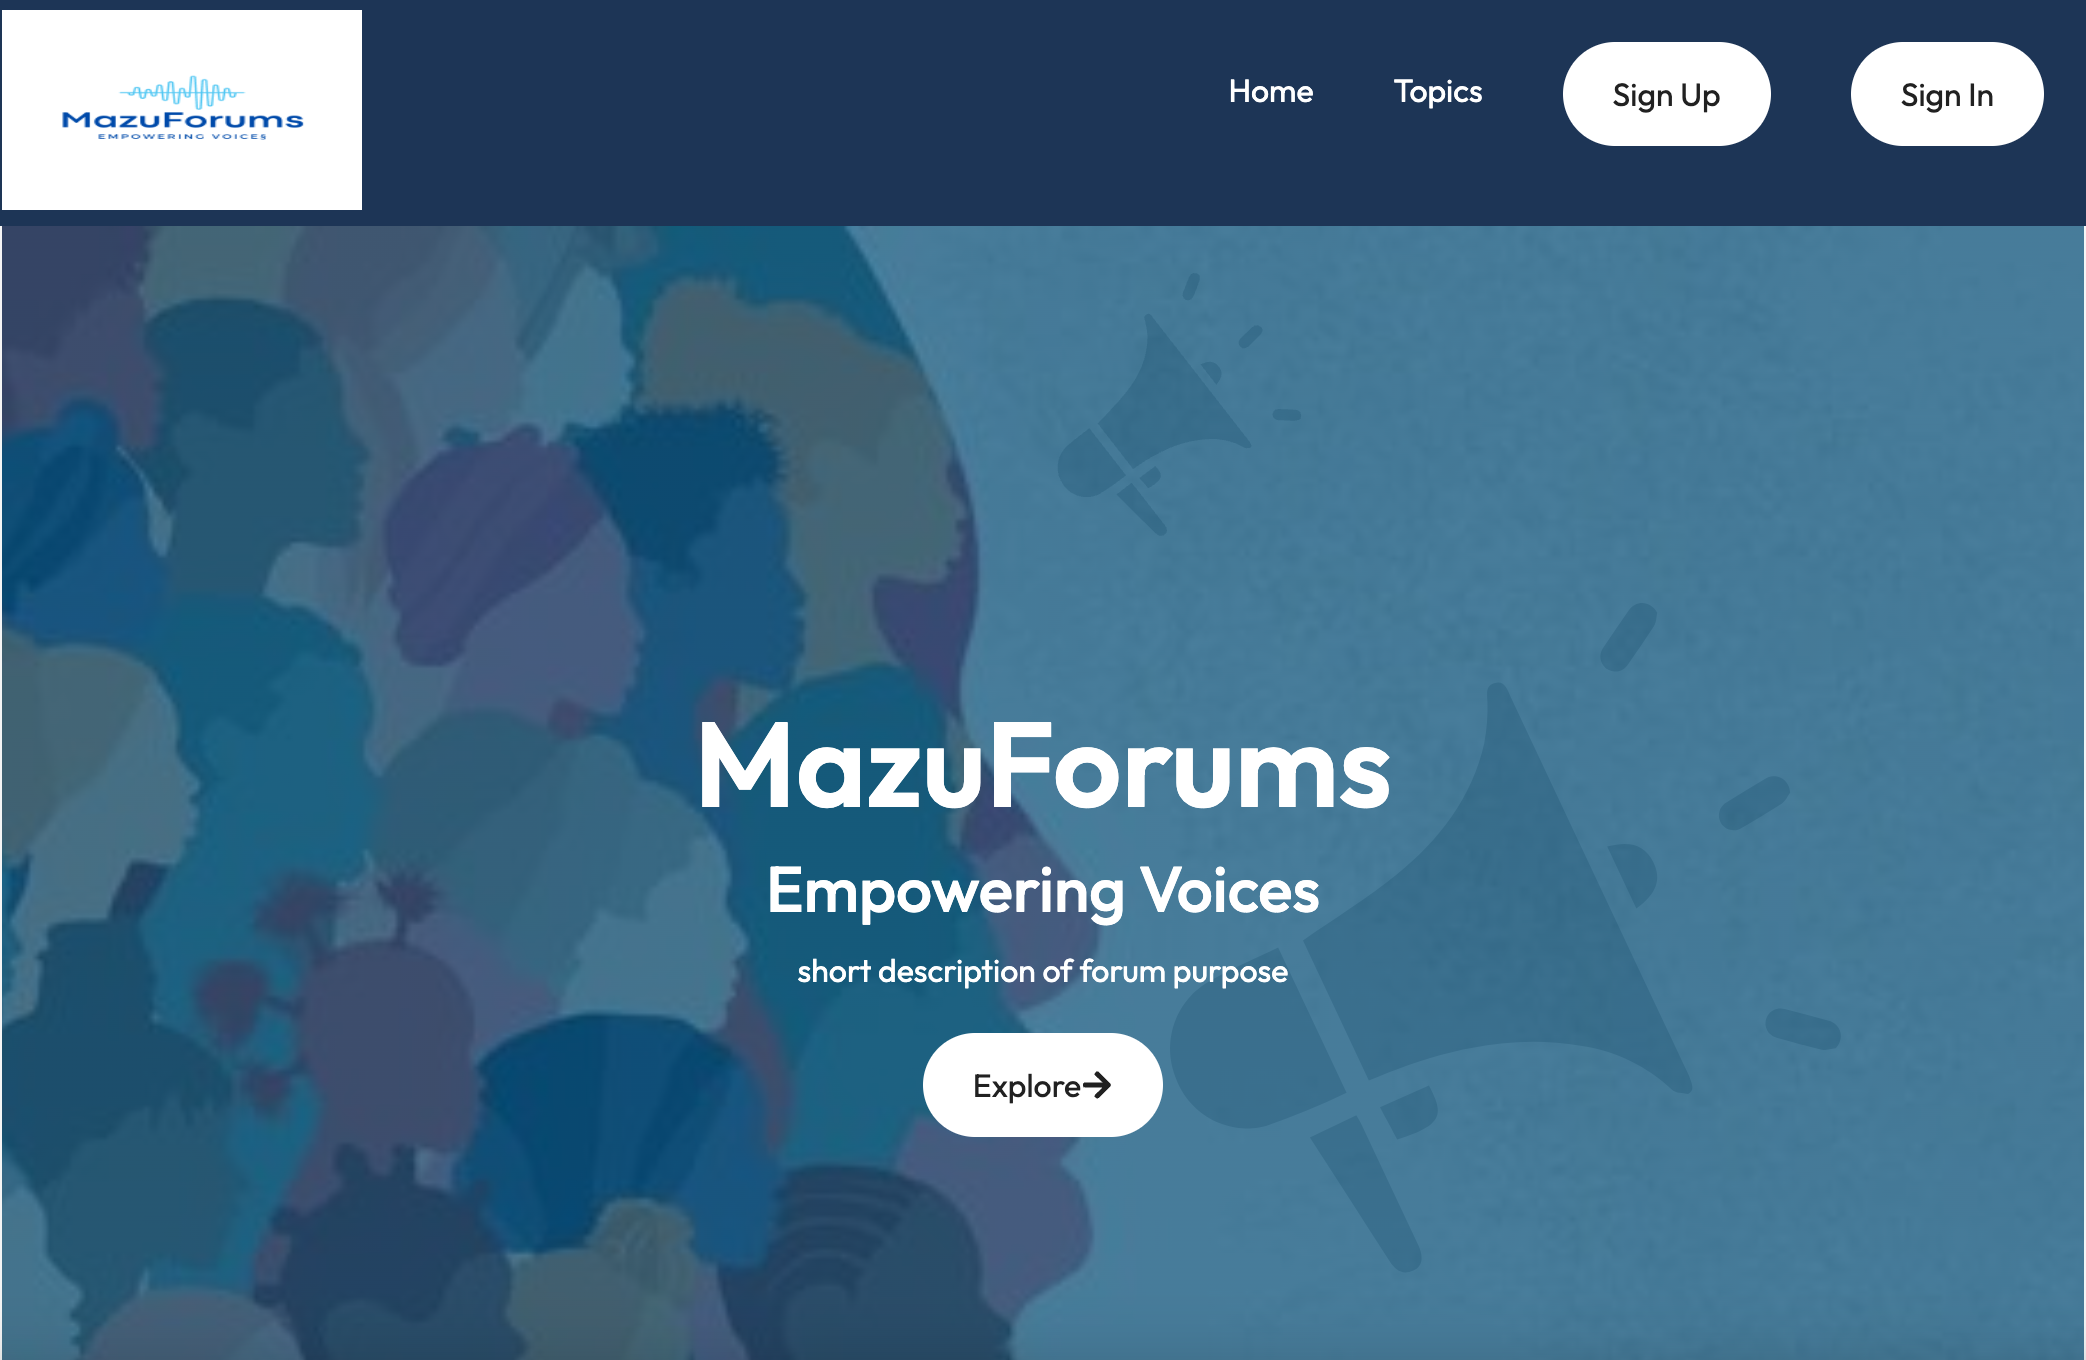 MazuForums
EMPOWERING VOICES
Home
Topics
Sign Up
Sign In
MazuForums
Empowering Voices
short description of forum purpose
Explore→